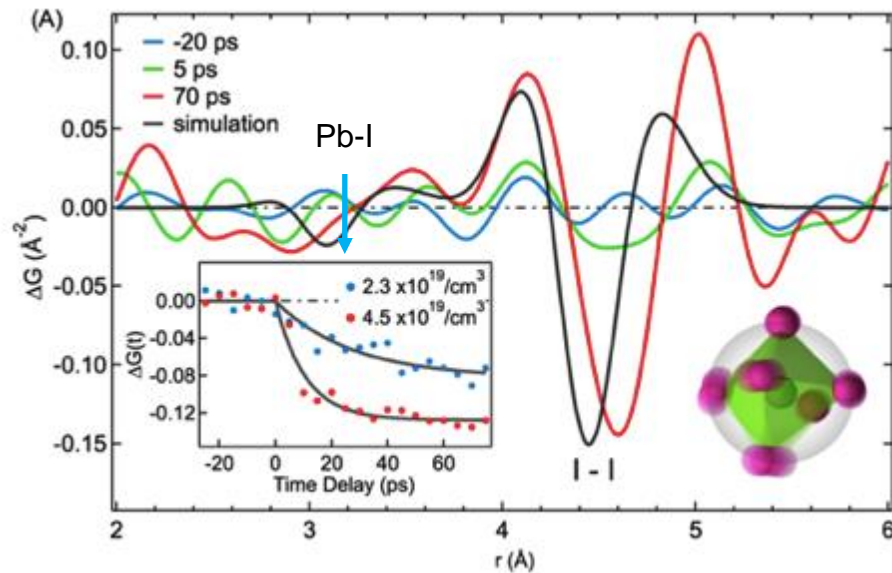 (A)
-20 ps
5 ps
70 ps
simulation
Pb-I
0.10
0.05
0.00
-0.05
-0.10
-0.15
ΔG (Å⁻²)
2.3 x10¹⁹/cm³
4.5 x10¹⁹/cm³
0.00
-0.04
-0.08
-0.12
ΔG(t)
-20 0 20 40 60
Time Delay (ps)
I - I
2 3 4 5 6
r (Å)